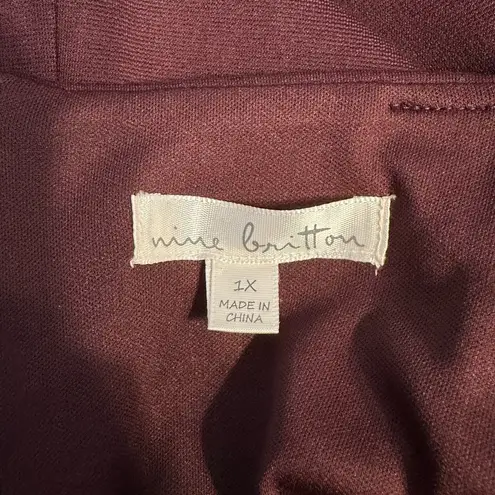 nine britton
1X
MADE IN
CHINA